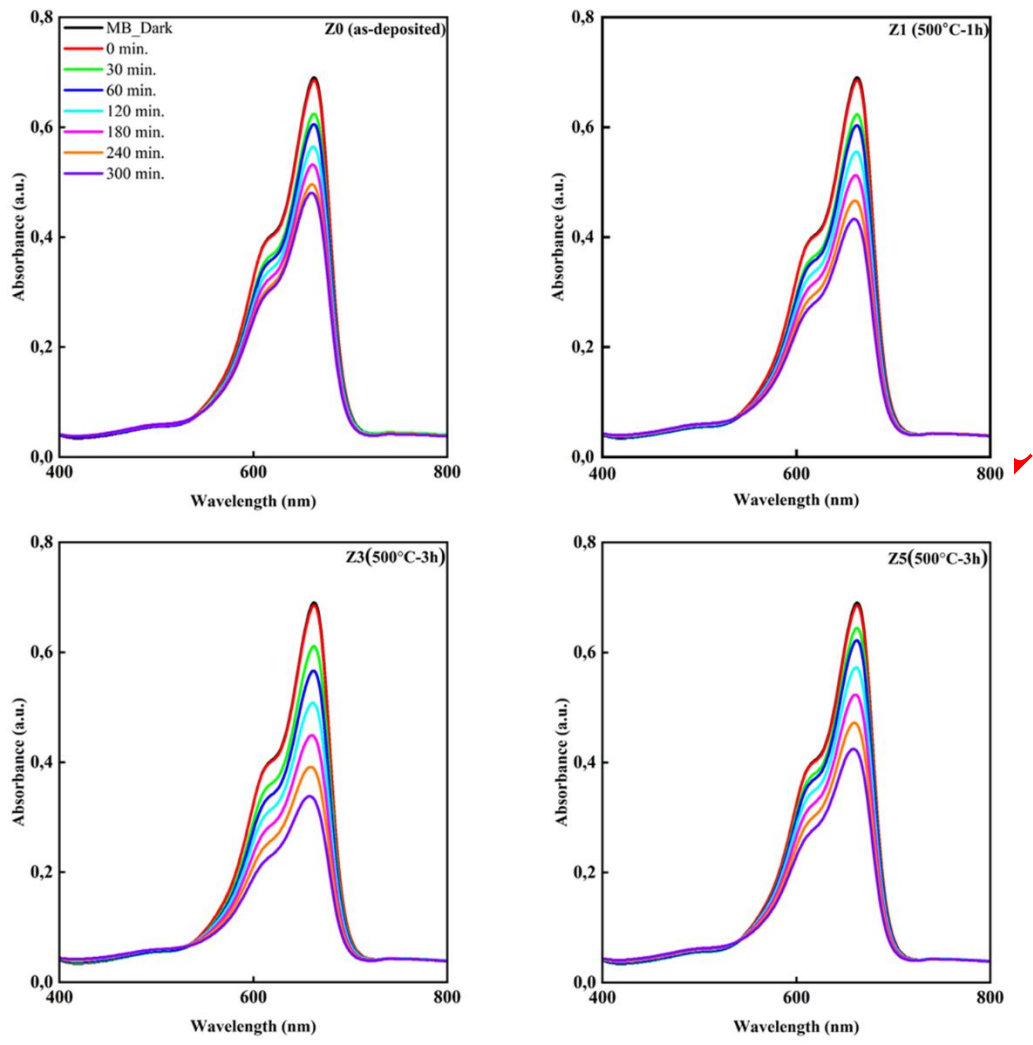 0,8
Z0 (as-deposited)
MB_Dark
0 min.
30 min.
60 min.
120 min.
180 min.
240 min.
300 min.
0,6
0,4
0,2
0,0
Absorbance (a.u.)
400
600
800
Wavelength (nm)
0,8
Z1 (500°C-1h)
0,6
0,4
0,2
0,0
Absorbance (a.u.)
400
600
800
Wavelength (nm)
0,8
Z3(500°C-3h)
0,6
0,4
0,2
0,0
Absorbance (a.u.)
400
600
800
Wavelength (nm)
0,8
Z5(500°C-3h)
0,6
0,4
0,2
0,0
Absorbance (a.u.)
400
600
800
Wavelength (nm)